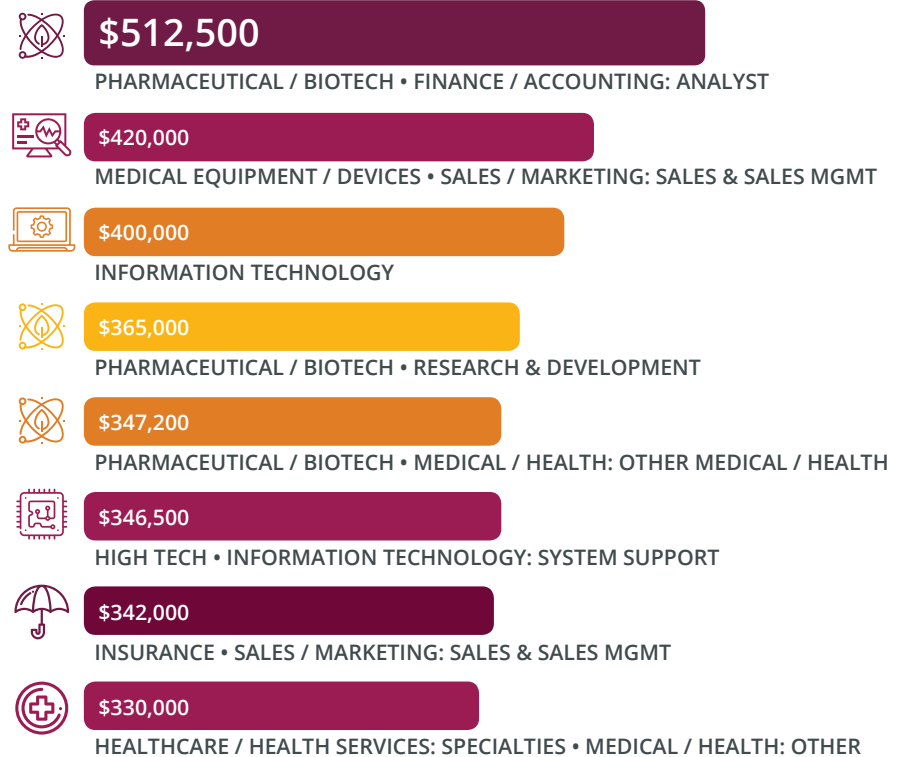 $512,500
PHARMACEUTICAL / BIOTECH • FINANCE / ACCOUNTING: ANALYST
$420,000
MEDICAL EQUIPMENT / DEVICES • SALES / MARKETING: SALES & SALES MGMT
$400,000
INFORMATION TECHNOLOGY
$365,000
PHARMACEUTICAL / BIOTECH • RESEARCH & DEVELOPMENT
$347,200
PHARMACEUTICAL / BIOTECH • MEDICAL / HEALTH: OTHER MEDICAL / HEALTH
$346,500
HIGH TECH • INFORMATION TECHNOLOGY: SYSTEM SUPPORT
$342,000
INSURANCE • SALES / MARKETING: SALES & SALES MGMT
$330,000
HEALTHCARE / HEALTH SERVICES: SPECIALTIES • MEDICAL / HEALTH: OTHER